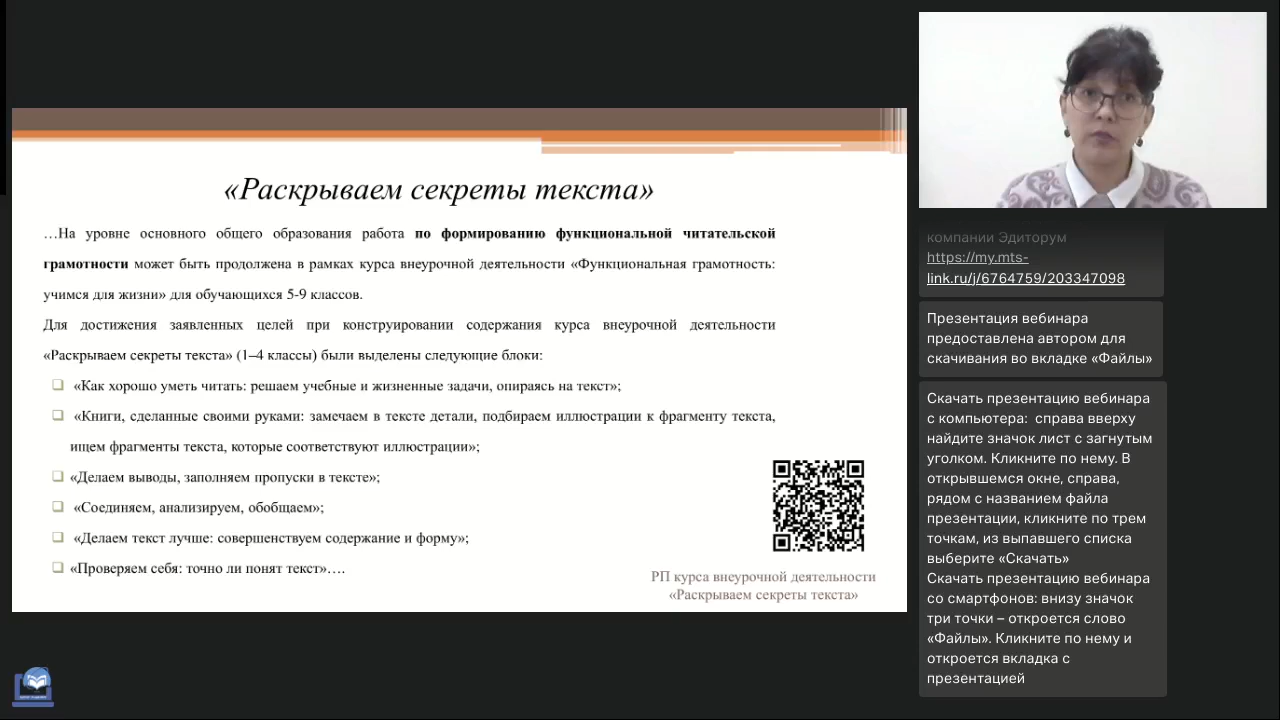 «Раскрываем секреты текста»
…На уровне основного общего образования работа по формированию функциональной читательской
грамотности может быть продолжена в рамках курса внеурочной деятельности «Функциональная грамотность:
учимся для жизни» для обучающихся 5-9 классов.
Для достижения заявленных целей при конструировании содержания курса внеурочной деятельности
«Раскрываем секреты текста» (1–4 классы) были выделены следующие блоки:
«Как хорошо уметь читать: решаем учебные и жизненные задачи, опираясь на текст»;
«Книги, сделанные своими руками: замечаем в тексте детали, подбираем иллюстрации к фрагменту текста,
ищем фрагменты текста, которые соответствуют иллюстрации»;
«Делаем выводы, заполняем пропуски в тексте»;
«Соединяем, анализируем, обобщаем»;
«Делаем текст лучше: совершенствуем содержание и форму»;
«Проверяем себя: точно ли понят текст»….
РП курса внеурочной деятельности
«Раскрываем секреты текста»
компании Эдиторум
https://my.mts-
link.ru/j/6764759/203347098
Презентация вебинара
предоставлена автором для
скачивания во вкладке «Файлы»
Скачать презентацию вебинара
с компьютера: справа вверху
найдите значок лист с загнутым
уголком. Кликните по нему. В
открывшемся окне, справа,
рядом с названием файла
презентации, кликните по трем
точкам, из выпавшего списка
выберите «Скачать»
Скачать презентацию вебинара
со смартфонов: внизу значок
три точки – откроется слово
«Файлы». Кликните по нему и
откроется вкладка с
презентацией